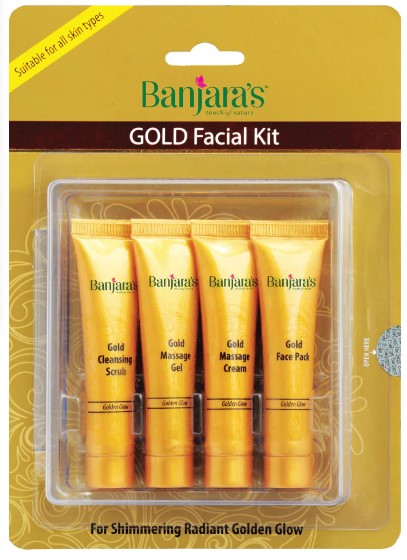 Suitable for all skin types
Banjara's
touch of nature
GOLD Facial Kit
Banjara's
Gold
Cleansing
Scrub
Golden Glow
Banjara's
Gold
Massage
Gel
Golden Glow
Banjara's
Gold
Massage
Cream
Golden Glow
Banjara's
Gold
Face Pack
Golden Glow
OPEN HERE
For Shimmering Radiant Golden Glow